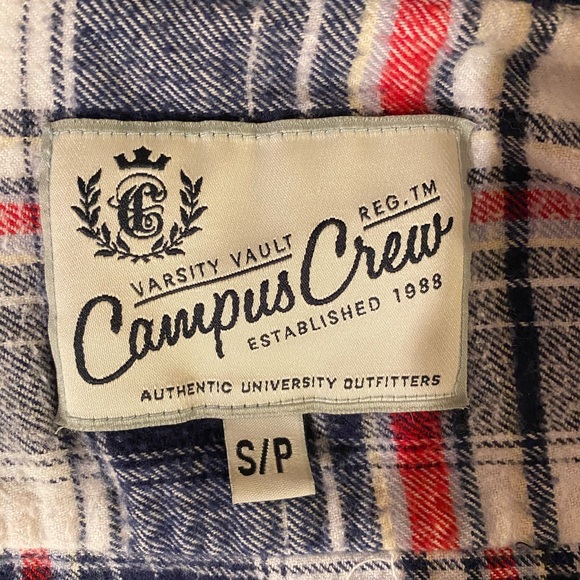 VARSITY VAULT
REG.TM
Campus Crew
ESTABLISHED 1988
AUTHENTIC UNIVERSITY OUTFITTERS
S/P